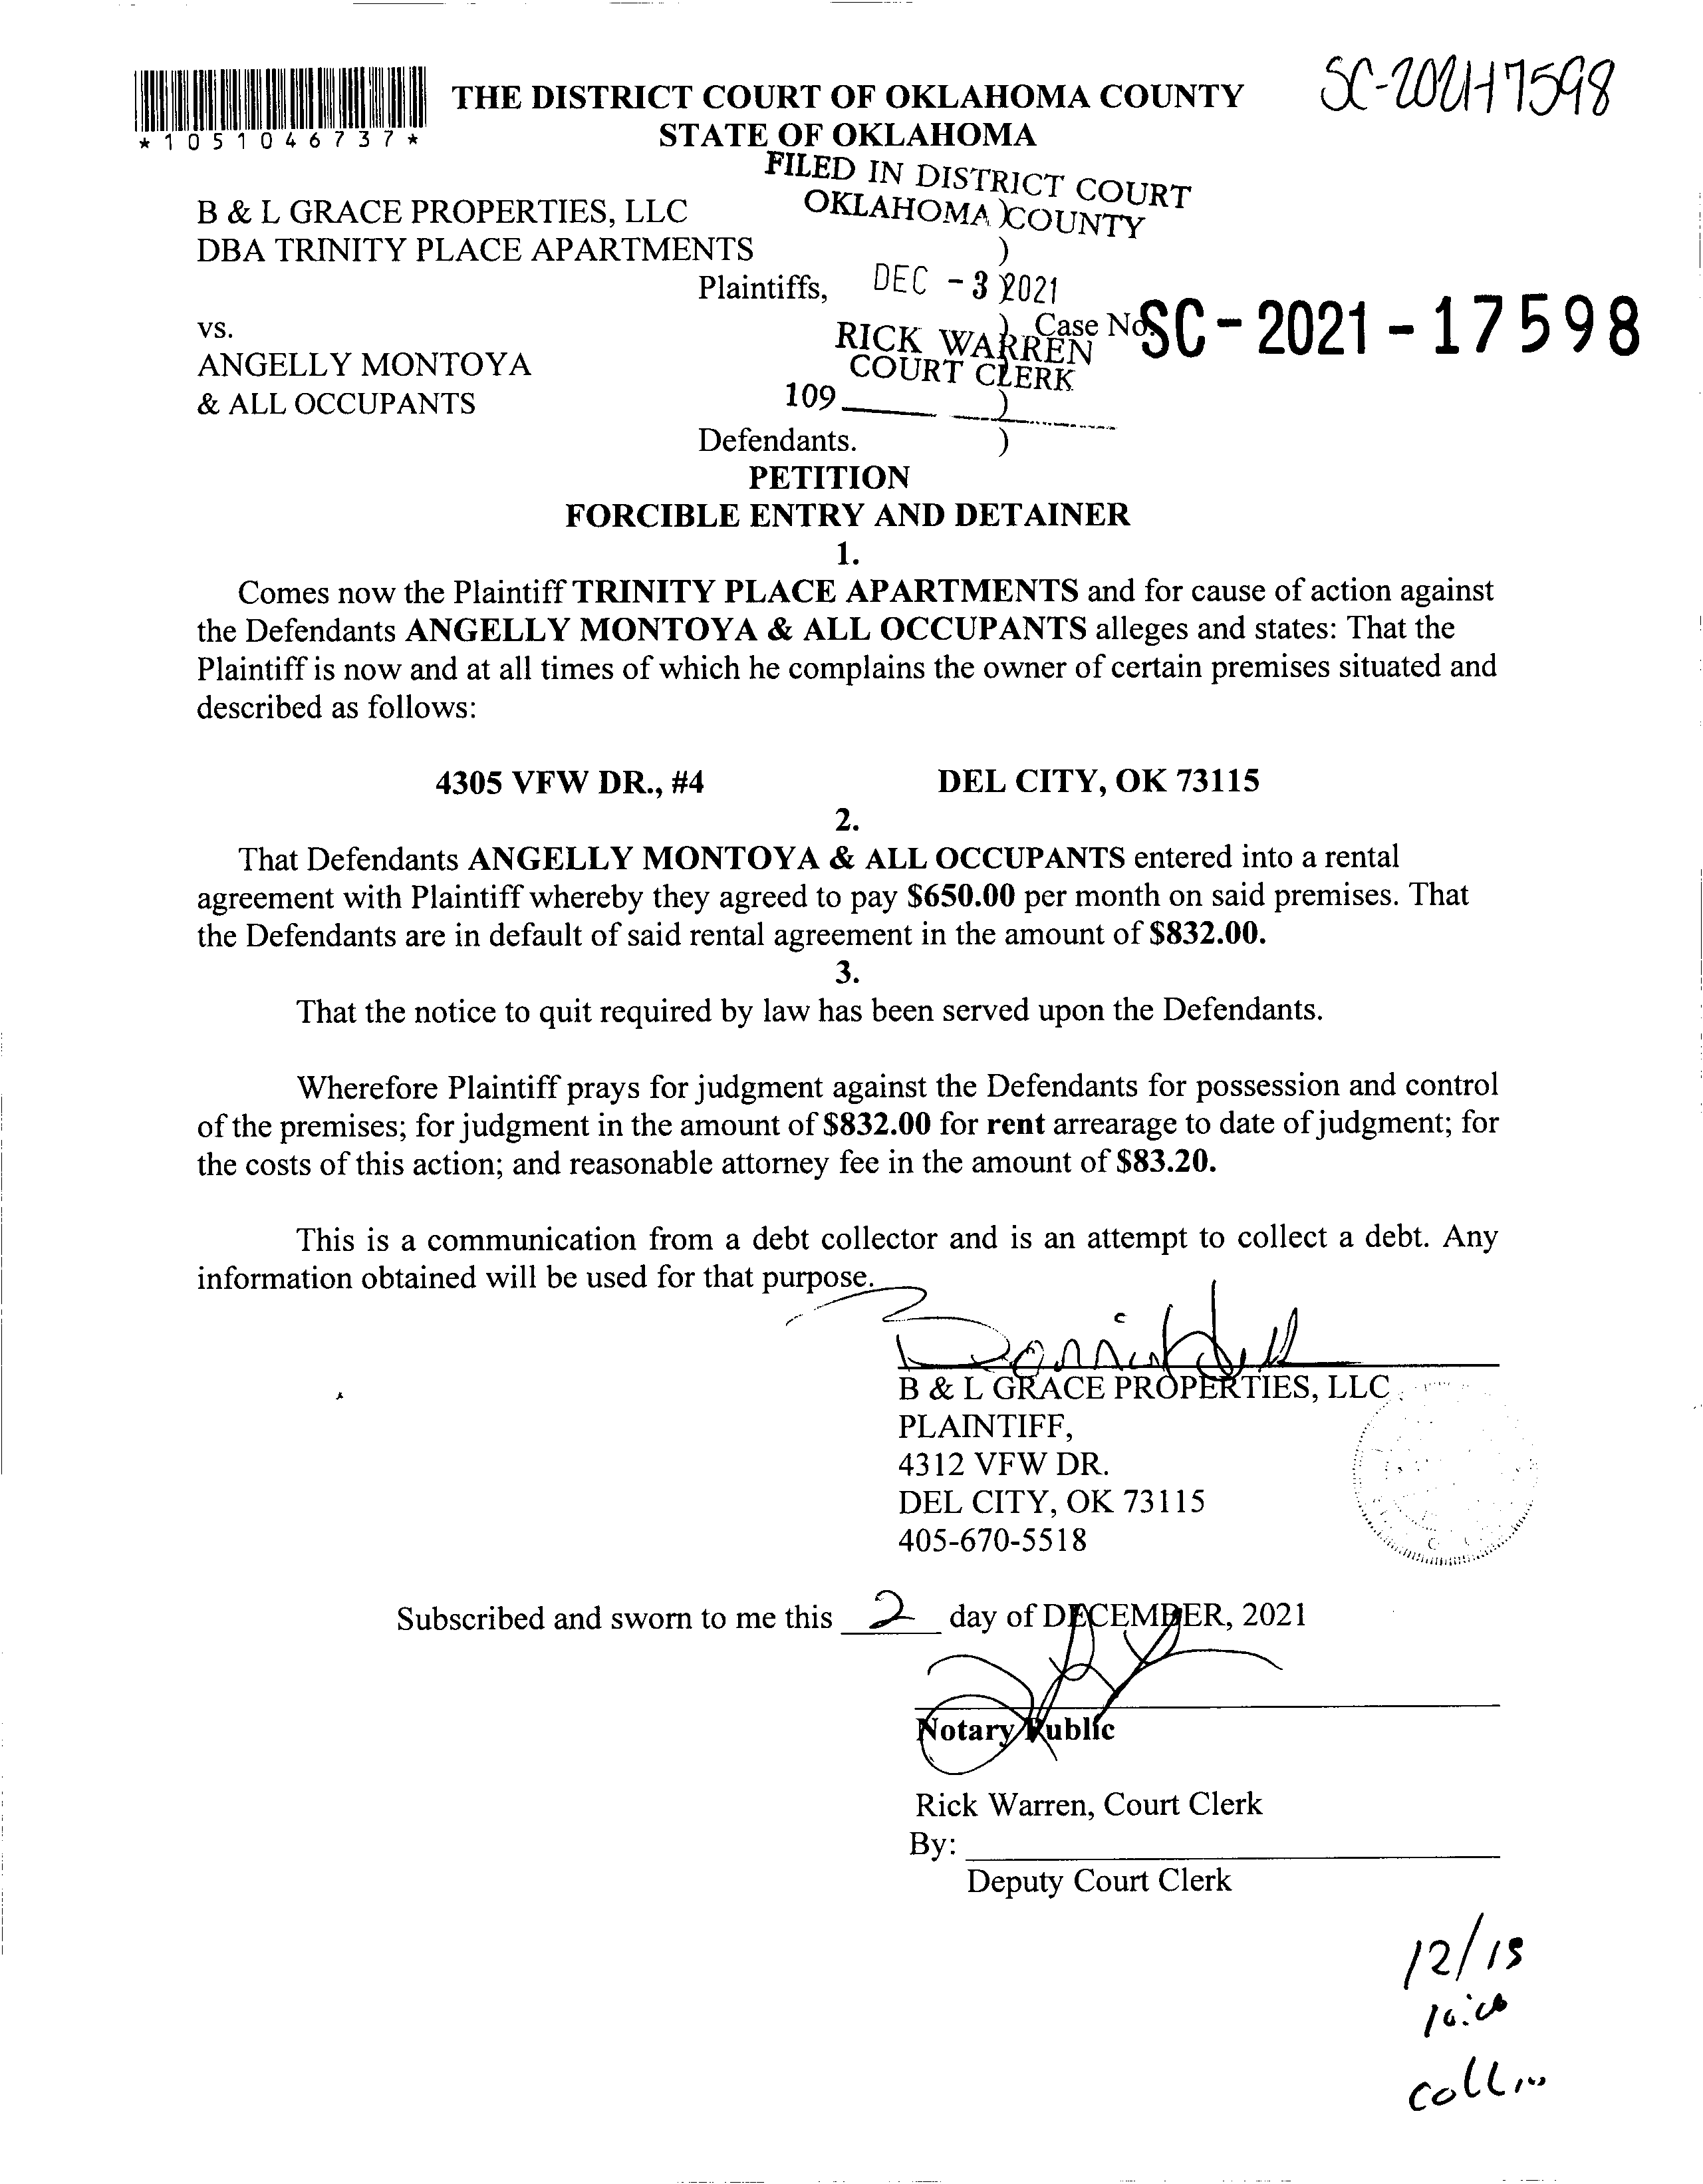 SC-2021-17598
*1051046737*
THE DISTRICT COURT OF OKLAHOMA COUNTY
STATE OF OKLAHOMA
FILED IN DISTRICT COURT
OKLAHOMA COUNTY )
B & L GRACE PROPERTIES, LLC
DBA TRINITY PLACE APARTMENTS )
Plaintiffs, )
DEC - 3 2021
vs. ) Case No. SC-2021-17598
RICK WARREN
COURT CLERK
ANGELLY MONTOYA )
& ALL OCCUPANTS )
109
Defendants. )
PETITION
FORCIBLE ENTRY AND DETAINER
1.
Comes now the Plaintiff TRINITY PLACE APARTMENTS and for cause of action against
the Defendants ANGELLY MONTOYA & ALL OCCUPANTS alleges and states: That the
Plaintiff is now and at all times of which he complains the owner of certain premises situated and
described as follows:
4305 VFW DR., #4 DEL CITY, OK 73115
2.
That Defendants ANGELLY MONTOYA & ALL OCCUPANTS entered into a rental
agreement with Plaintiff whereby they agreed to pay $650.00 per month on said premises. That
the Defendants are in default of said rental agreement in the amount of $832.00.
3.
That the notice to quit required by law has been served upon the Defendants.
Wherefore Plaintiff prays for judgment against the Defendants for possession and control
of the premises; for judgment in the amount of $832.00 for rent arrearage to date of judgment; for
the costs of this action; and reasonable attorney fee in the amount of $83.20.
This is a communication from a debt collector and is an attempt to collect a debt. Any
information obtained will be used for that purpose.
B & L GRACE PROPERTIES, LLC
PLAINTIFF,
4312 VFW DR.
DEL CITY, OK 73115
405-670-5518
Subscribed and sworn to me this 2 day of DECEMBER, 2021
Notary Public
Rick Warren, Court Clerk
By:
Deputy Court Clerk
12/15